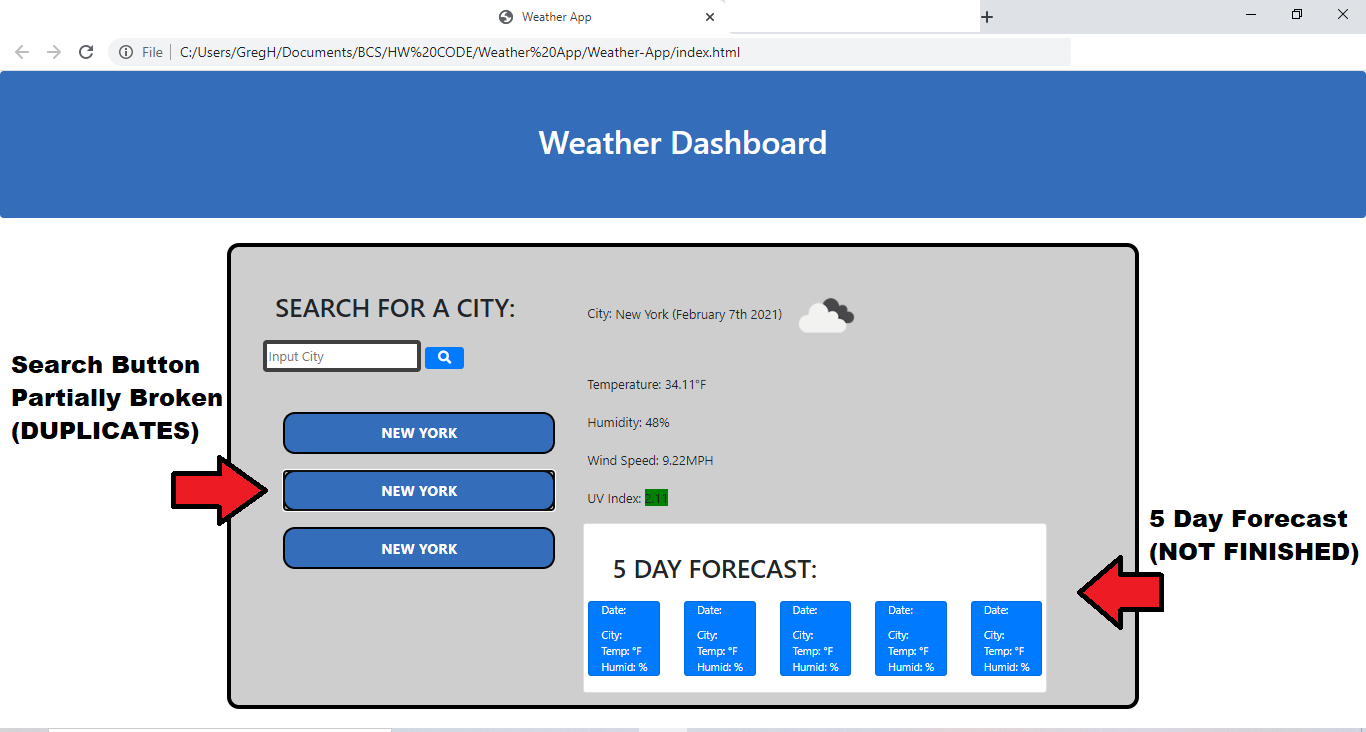 Weather App
File
C:/Users/GregH/Documents/BCS/HW%20CODE/Weather%20App/Weather-App/index.html
Weather Dashboard
SEARCH FOR A CITY:
Input City
Search Button
Partially Broken
(DUPLICATES)
NEW YORK
NEW YORK
NEW YORK
City: New York (February 7th 2021)
Temperature: 34.11°F
Humidity: 48%
Wind Speed: 9.22MPH
UV Index: 2.11
5 Day Forecast
(NOT FINISHED)
5 DAY FORECAST:
Date:
City:
Temp: °F
Humid: %
Date:
City:
Temp: °F
Humid: %
Date:
City:
Temp: °F
Humid: %
Date:
City:
Temp: °F
Humid: %
Date:
City:
Temp: °F
Humid: %